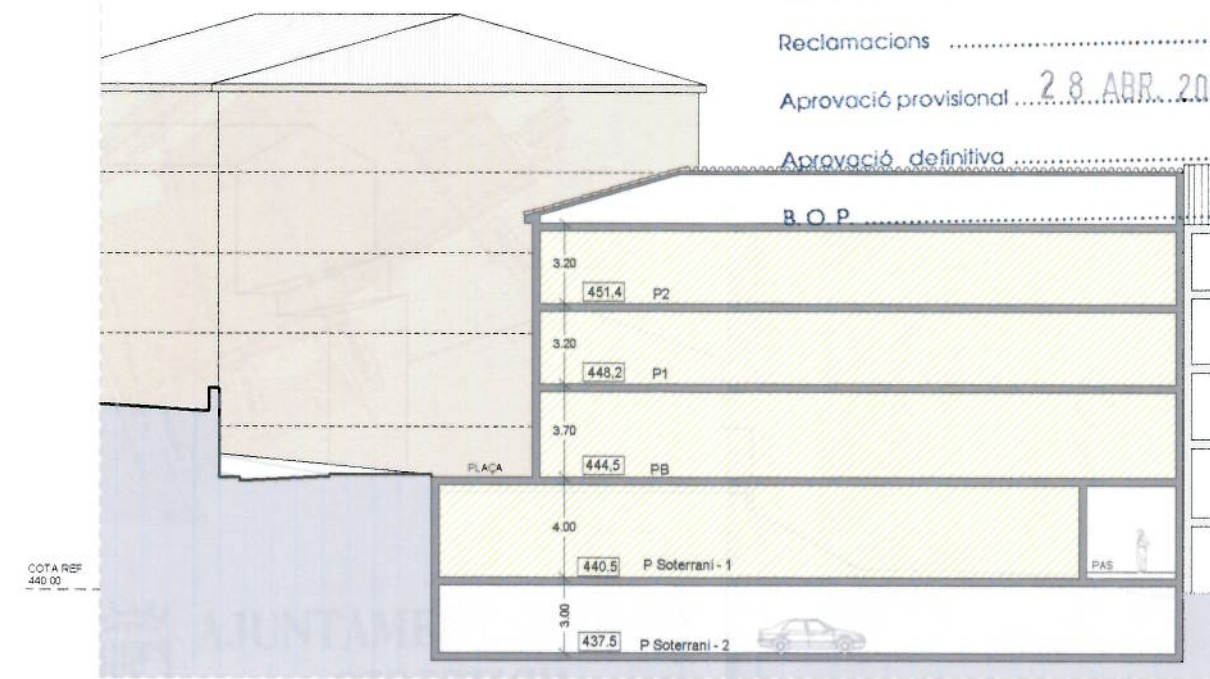 Reclamacions ........................................
Aprovació provisional ........................................
28 ABR. 20
Aprovació definitiva ........................................
B. O. P. ........................................
3.20
451,4 P2
3.20
448,2 P1
3.70
444,5 PB
PLAÇA
4.00
440.5 P Soterrani - 1
PAS
COTA REF
440.00
3.00
437.5 P Soterrani - 2
AJUNTAME